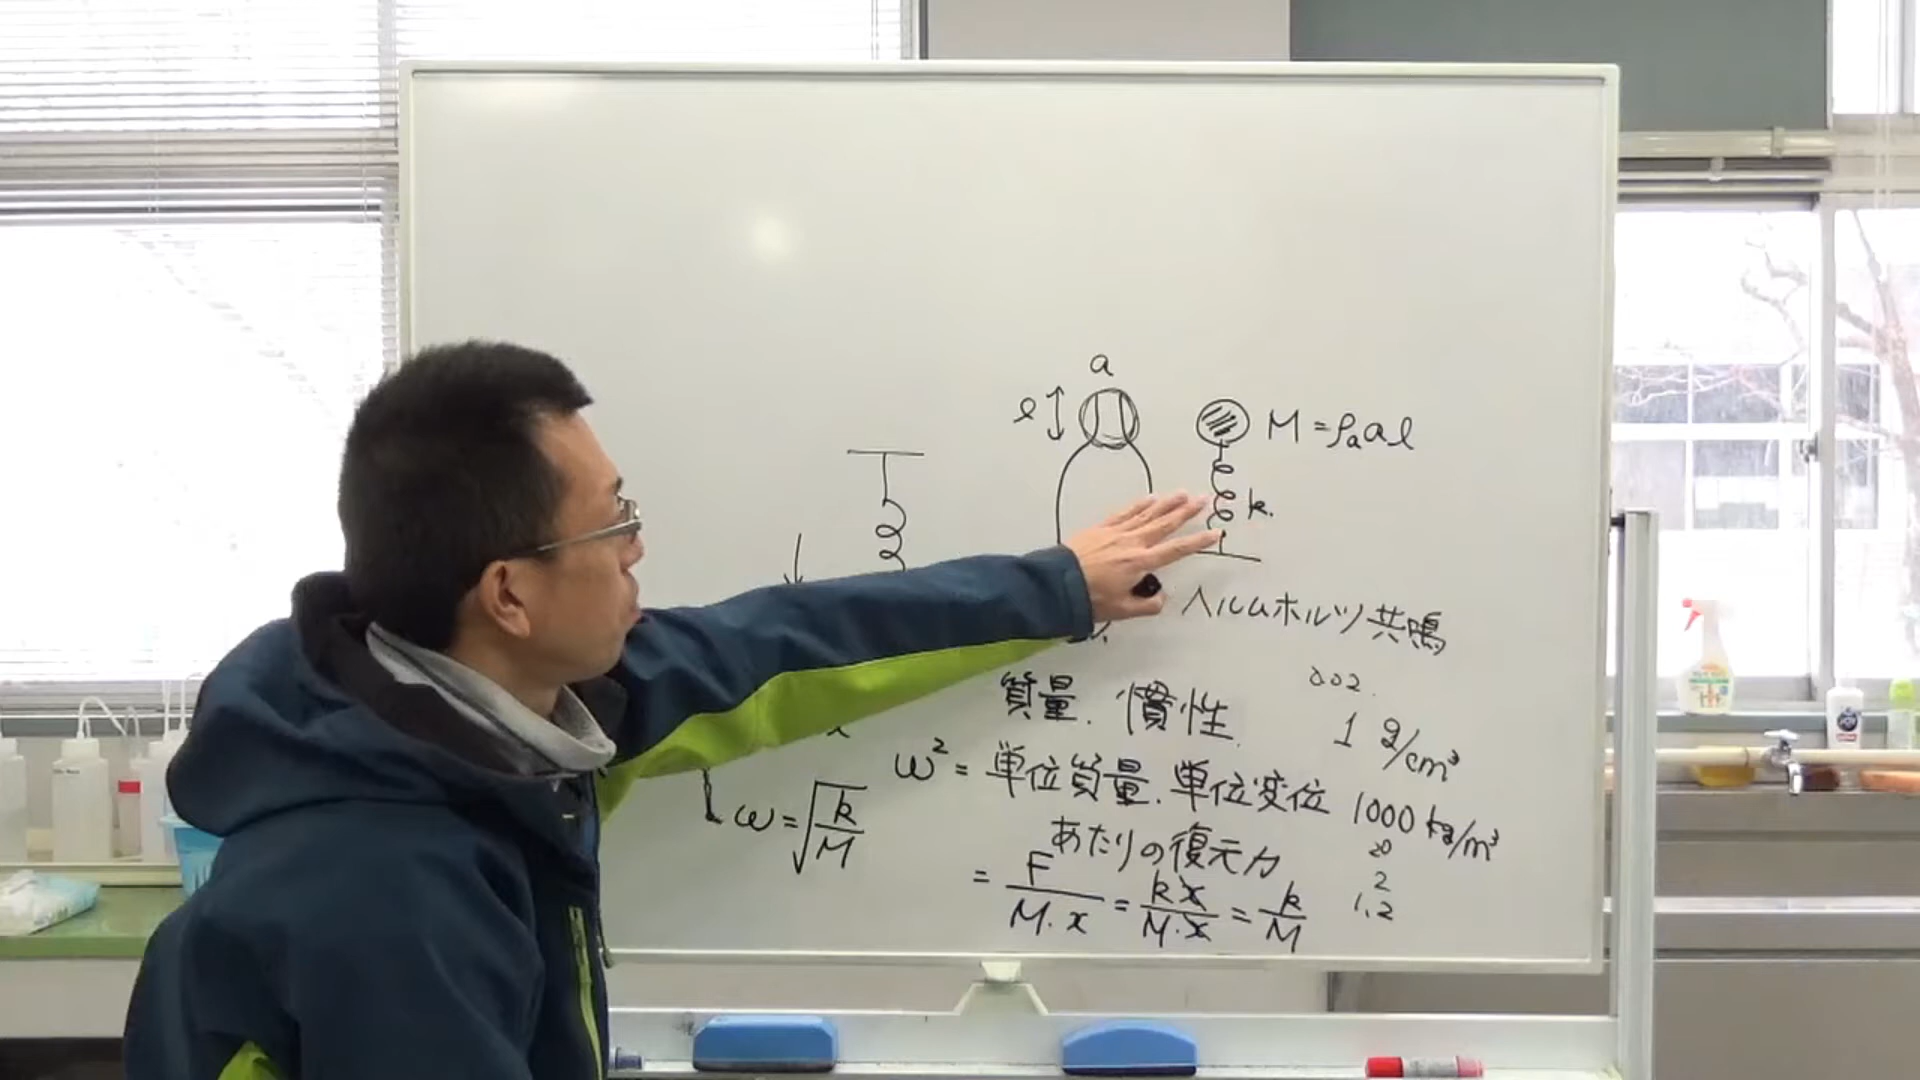 a
l
M = ρₐ a l
k.
ヘルムホルツ共鳴
0.02.
質量. 慣性.
1 g/cm³
ω² = 単位質量. 単位変位
1000 kg/m³
ω = √k/M
あたりの復元力
20
2
1.2
= F/M.x = kx/M.x = k/M